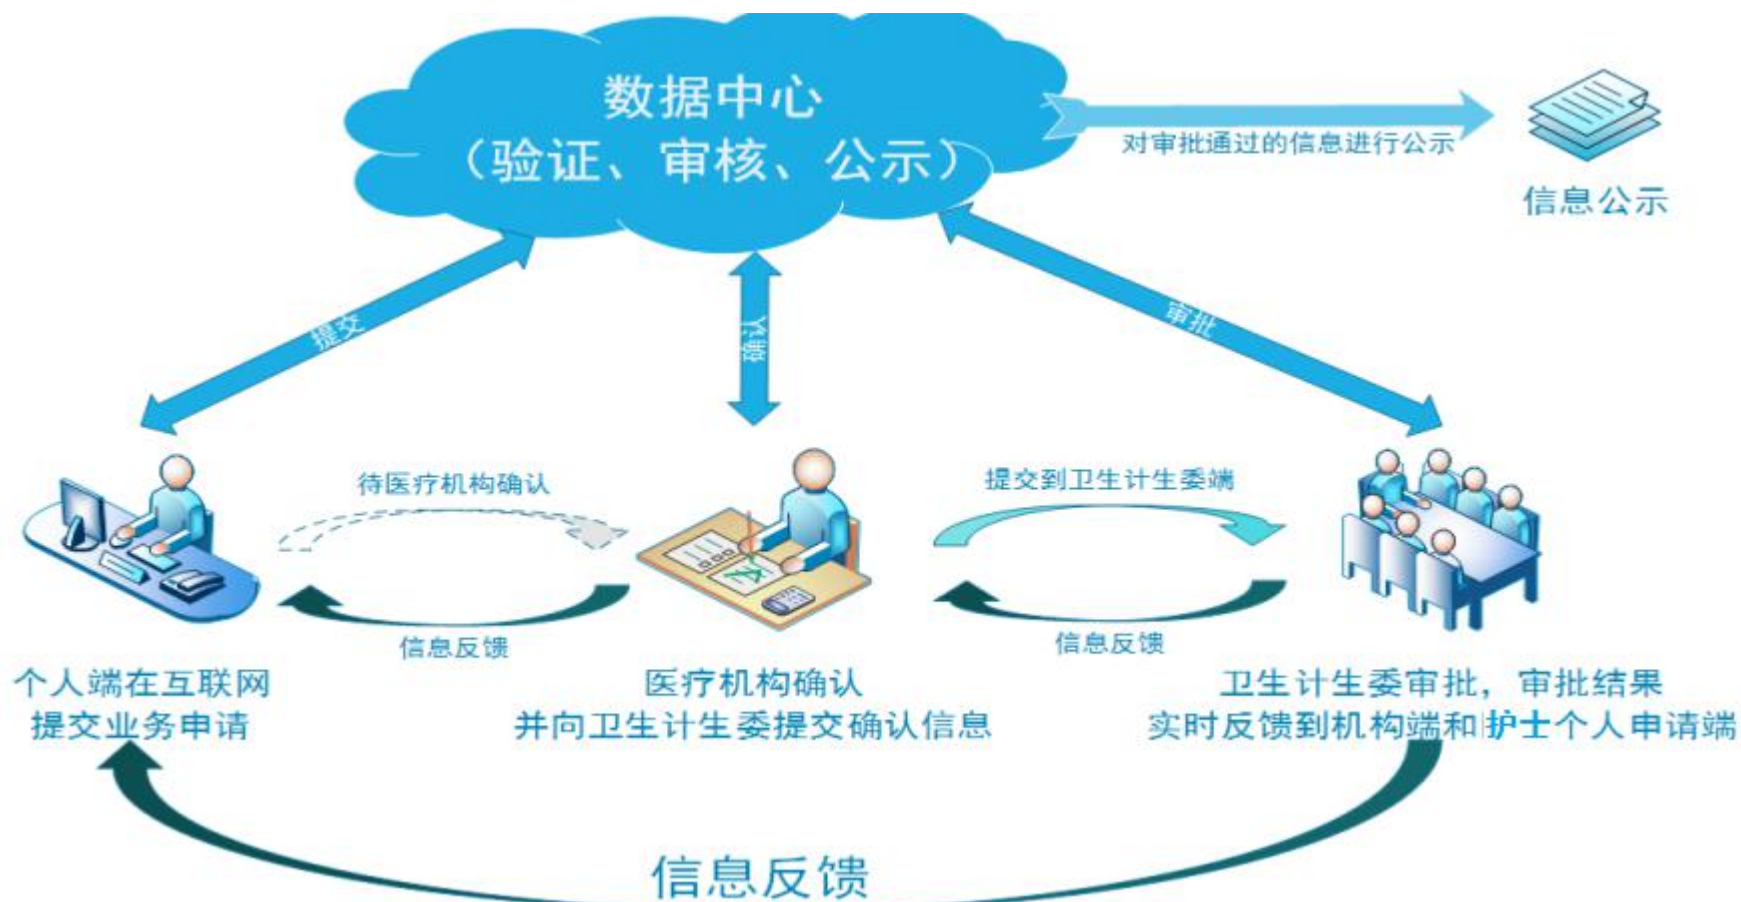 数据中心
（验证、审核、公示）
对审批通过的信息进行公示
信息公示
提交
确认
审批
待医疗机构确认
提交到卫生计生委端
信息反馈
信息反馈
个人端在互联网
提交业务申请
医疗机构确认
并向卫生计生委提交确认信息
卫生计生委审批，审批结果
实时反馈到机构端和护士个人申请端
信息反馈